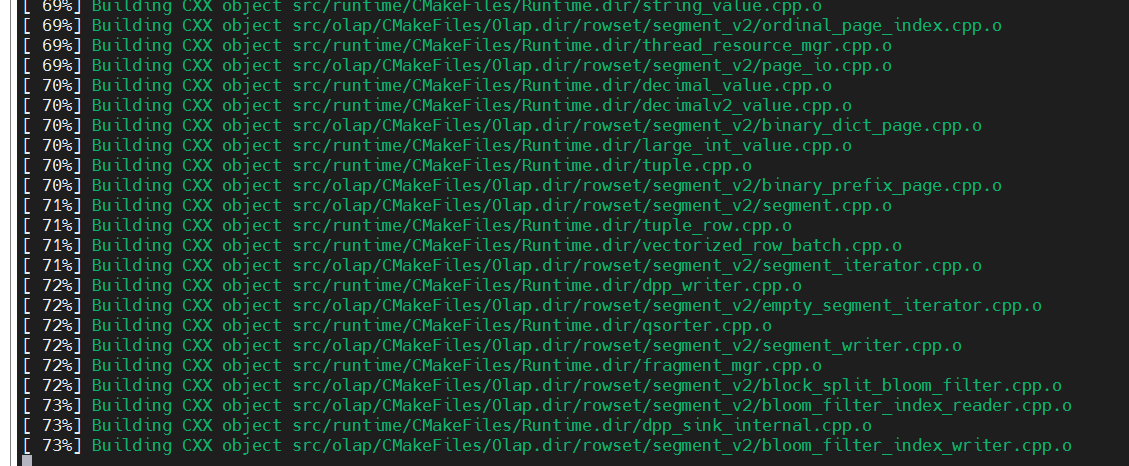 [ 69%] Building CXX object src/runtime/CMakeFiles/Runtime.dir/string_value.cpp.o
[ 69%] Building CXX object src/olap/CMakeFiles/Olap.dir/rowset/segment_v2/ordinal_page_index.cpp.o
[ 69%] Building CXX object src/runtime/CMakeFiles/Runtime.dir/thread_resource_mgr.cpp.o
[ 69%] Building CXX object src/olap/CMakeFiles/Olap.dir/rowset/segment_v2/page_io.cpp.o
[ 70%] Building CXX object src/runtime/CMakeFiles/Runtime.dir/decimal_value.cpp.o
[ 70%] Building CXX object src/runtime/CMakeFiles/Runtime.dir/decimalv2_value.cpp.o
[ 70%] Building CXX object src/olap/CMakeFiles/Olap.dir/rowset/segment_v2/binary_dict_page.cpp.o
[ 70%] Building CXX object src/runtime/CMakeFiles/Runtime.dir/large_int_value.cpp.o
[ 70%] Building CXX object src/runtime/CMakeFiles/Runtime.dir/tuple.cpp.o
[ 70%] Building CXX object src/olap/CMakeFiles/Olap.dir/rowset/segment_v2/binary_prefix_page.cpp.o
[ 71%] Building CXX object src/olap/CMakeFiles/Olap.dir/rowset/segment_v2/segment.cpp.o
[ 71%] Building CXX object src/runtime/CMakeFiles/Runtime.dir/tuple_row.cpp.o
[ 71%] Building CXX object src/runtime/CMakeFiles/Runtime.dir/vectorized_row_batch.cpp.o
[ 71%] Building CXX object src/olap/CMakeFiles/Olap.dir/rowset/segment_v2/segment_iterator.cpp.o
[ 72%] Building CXX object src/runtime/CMakeFiles/Runtime.dir/dpp_writer.cpp.o
[ 72%] Building CXX object src/olap/CMakeFiles/Olap.dir/rowset/segment_v2/empty_segment_iterator.cpp.o
[ 72%] Building CXX object src/runtime/CMakeFiles/Runtime.dir/qsorter.cpp.o
[ 72%] Building CXX object src/olap/CMakeFiles/Olap.dir/rowset/segment_v2/segment_writer.cpp.o
[ 72%] Building CXX object src/runtime/CMakeFiles/Runtime.dir/fragment_mgr.cpp.o
[ 72%] Building CXX object src/olap/CMakeFiles/Olap.dir/rowset/segment_v2/block_split_bloom_filter.cpp.o
[ 73%] Building CXX object src/olap/CMakeFiles/Olap.dir/rowset/segment_v2/bloom_filter_index_reader.cpp.o
[ 73%] Building CXX object src/runtime/CMakeFiles/Runtime.dir/dpp_sink_internal.cpp.o
[ 73%] Building CXX object src/olap/CMakeFiles/Olap.dir/rowset/segment_v2/bloom_filter_index_writer.cpp.o